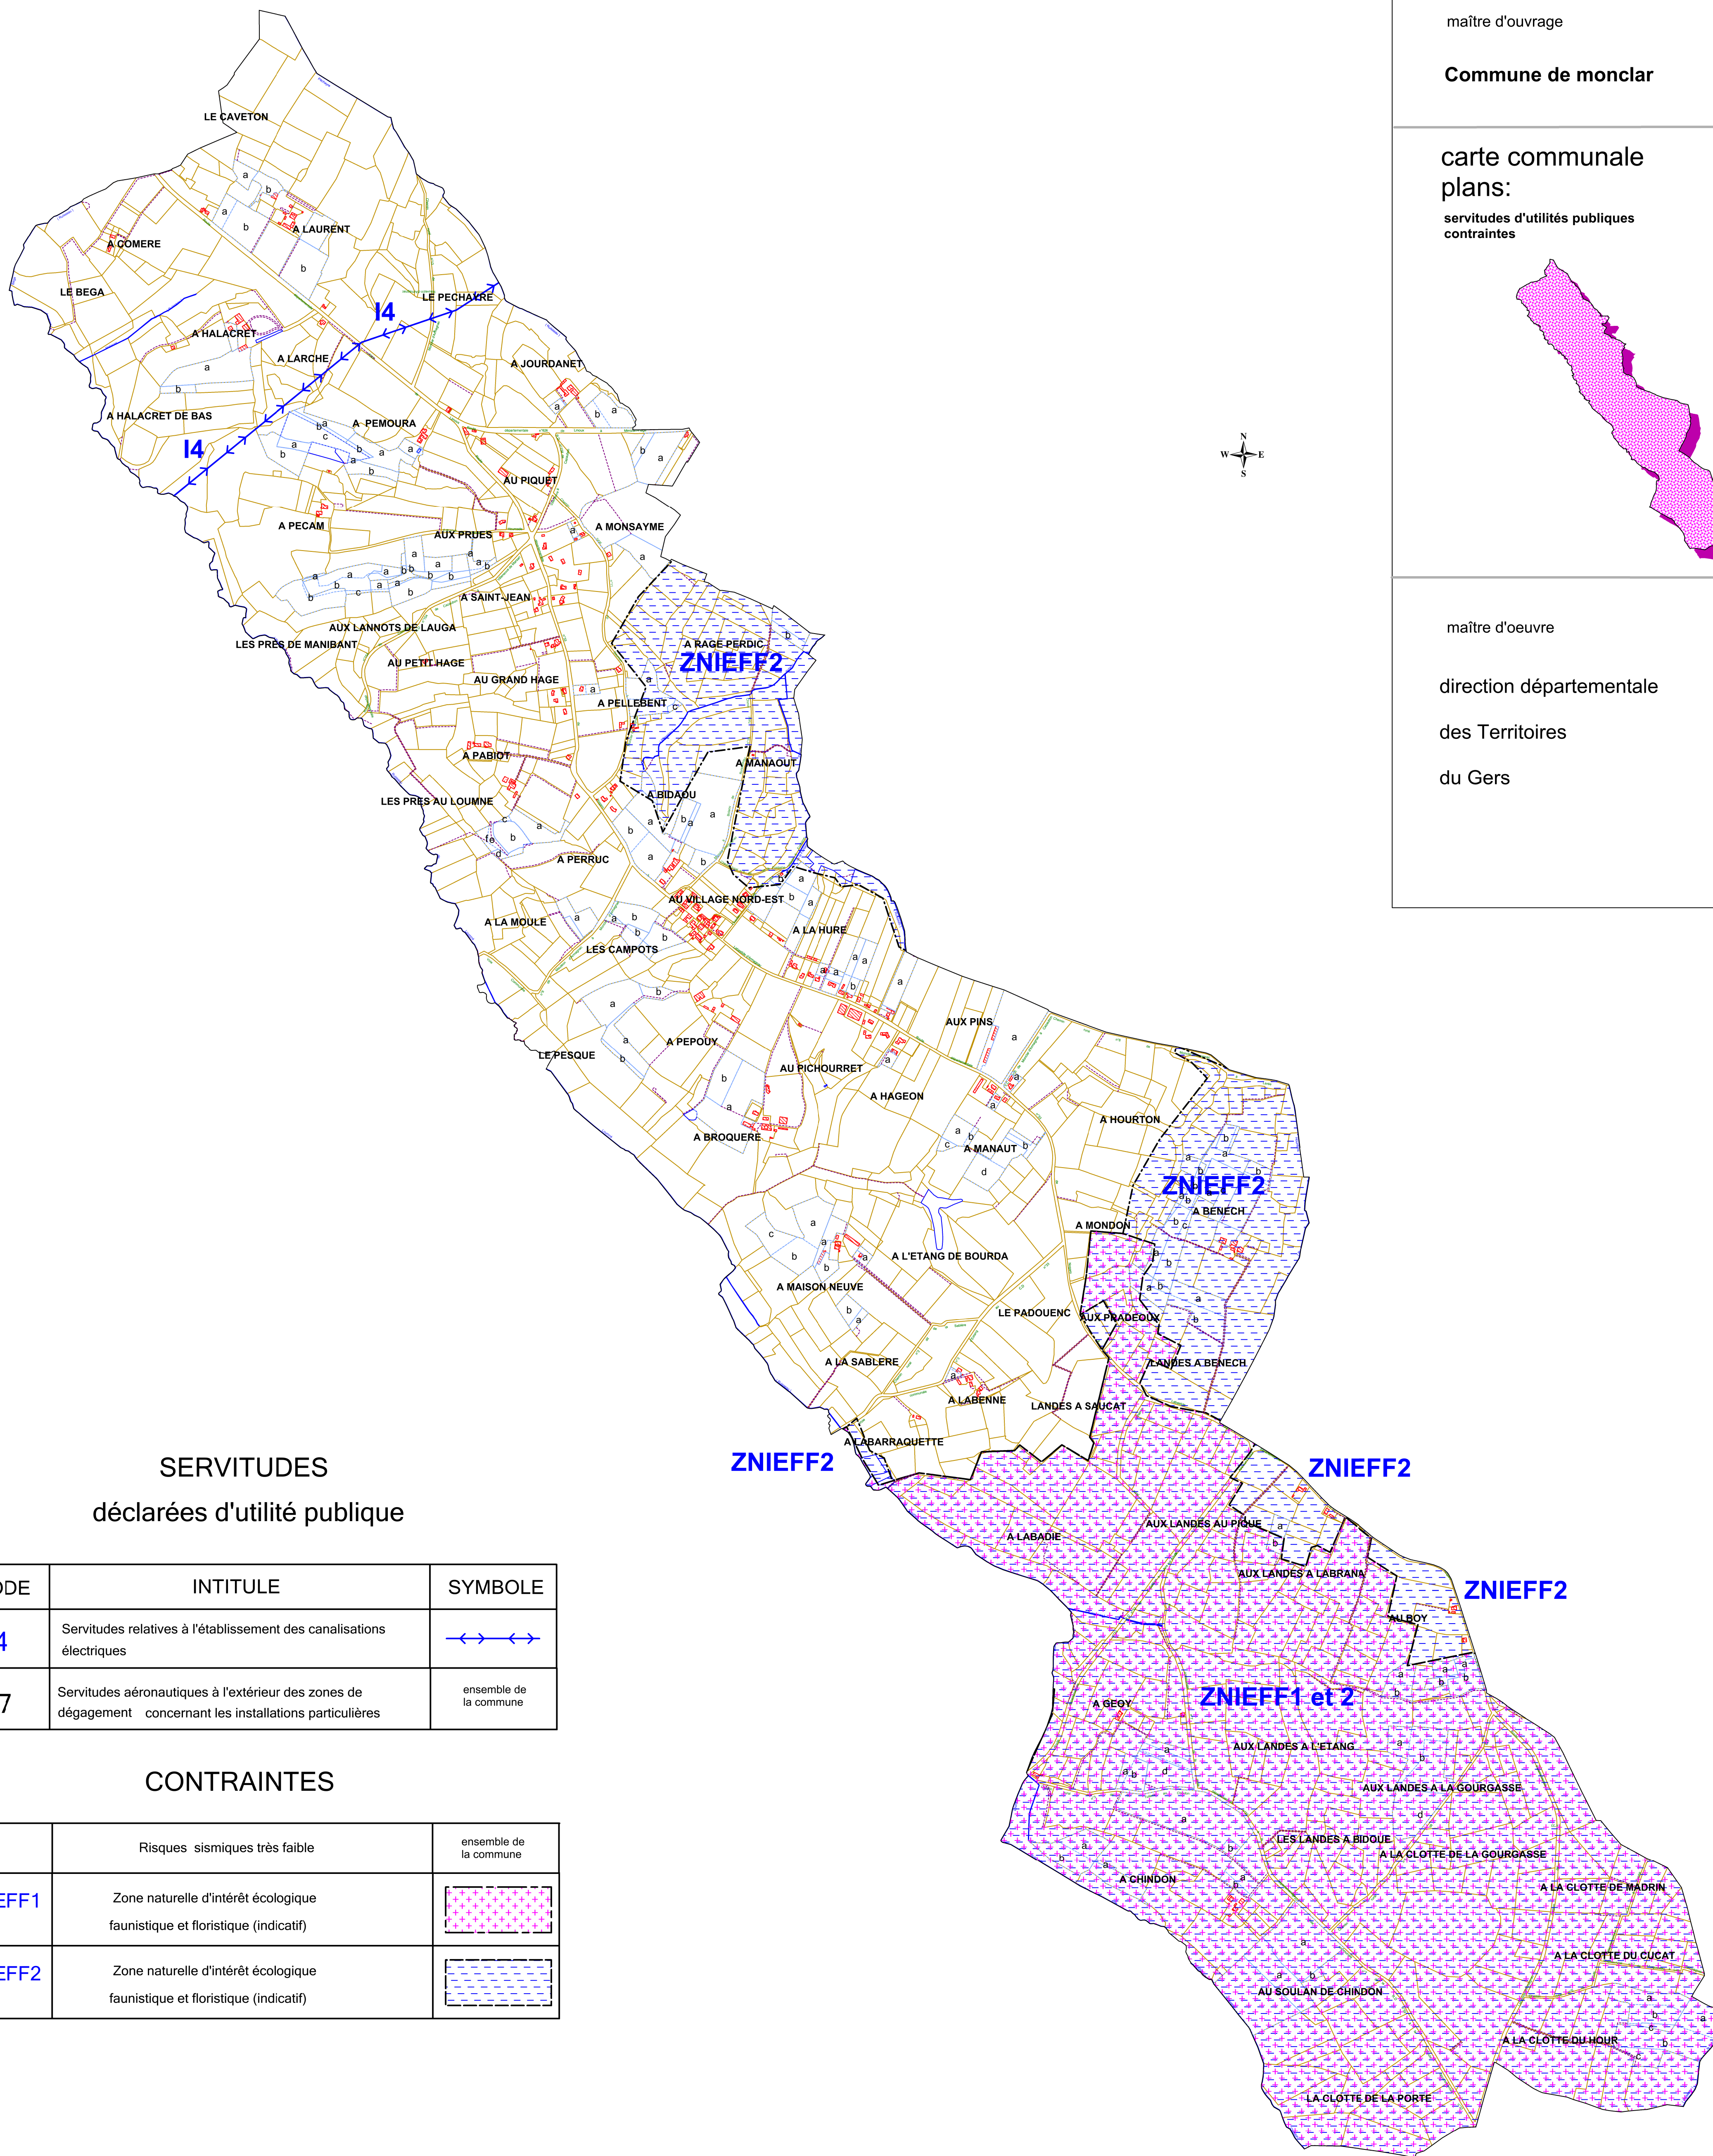 maître d'ouvrage
Commune de monclar
carte communale
plans:
servitudes d'utilités publiques
contraintes
maître d'oeuvre
direction départementale
des Territoires
du Gers
N
W E
S
LE CAVETON
A LAURENT
A COMERE
LE BEGA
LE PECHAVRE
I4
A HALACRET
A LARCHE
A JOURDANET
A HALACRET DE BAS
A PEMOURA
I4
AU PIQUET
A PECAM
AUX PRUES
A MONSAYME
A SAINT-JEAN
AUX LANNOTS DE LAUGA
LES PRES DE MANIBANT
A RAGE PERDIC
ZNIEFF2
AU PETIT HAGE
AU GRAND HAGE
A PELLEBENT
A PABIOT
A MANAOUT
A BIDAOU
LES PRES AU LOUMNE
A PERRUC
AU VILLAGE NORD-EST
A LA MOULE
A LA HURE
LES CAMPOTS
AUX PINS
A PEPOUY
LE PESQUE
AU PICHOURRET
A HAGEON
A HOURTON
A BROQUERE
A MANAUT
ZNIEFF2
A BENECH
A MONDON
A L'ETANG DE BOURDA
A MAISON NEUVE
LE PADOUENC
AUX PRADEOUX
A LA SABLERE
LANDES A BENECH
A LABENNE
LANDES A SAUCAT
A LABARRAQUETTE
ZNIEFF2
ZNIEFF2
AUX LANDES AU PIQUE
A LABADIE
AUX LANDES A LABRANA
ZNIEFF2
AU BOY
ZNIEFF1 et 2
A GEOY
AUX LANDES A L'ETANG
AUX LANDES A LA GOURGASSE
LES LANDES A BIDOUE
A LA CLOTTE DE LA GOURGASSE
A CHINDON
A LA CLOTTE DE MADRIN
A LA CLOTTE DU CUCAT
AU SOULAN DE CHINDON
A LA CLOTTE DU HOUR
LA CLOTTE DE LA PORTE
SERVITUDES
déclarées d'utilité publique
ODE INTITULE SYMBOLE
4 Servitudes relatives à l'établissement des canalisations
électriques
7 Servitudes aéronautiques à l'extérieur des zones de
dégagement concernant les installations particulières
ensemble de
la commune
CONTRAINTES
Risques sismiques très faible
ensemble de
la commune
EFF1 Zone naturelle d'intérêt écologique
faunistique et floristique (indicatif)
EFF2 Zone naturelle d'intérêt écologique
faunistique et floristique (indicatif)